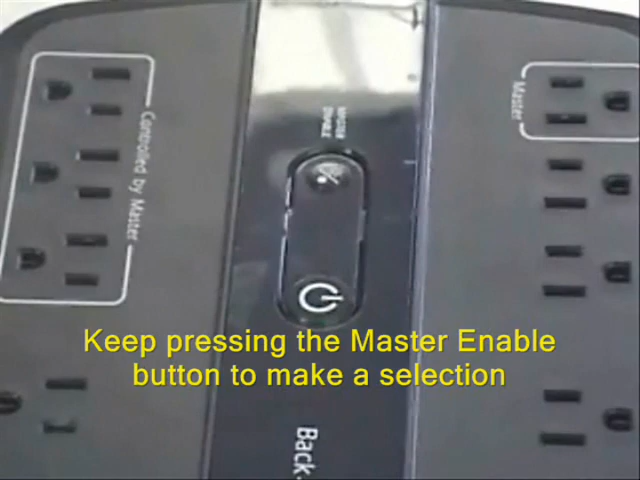 Controlled by Master
Master
Keep pressing the Master Enable
button to make a selection
Back-